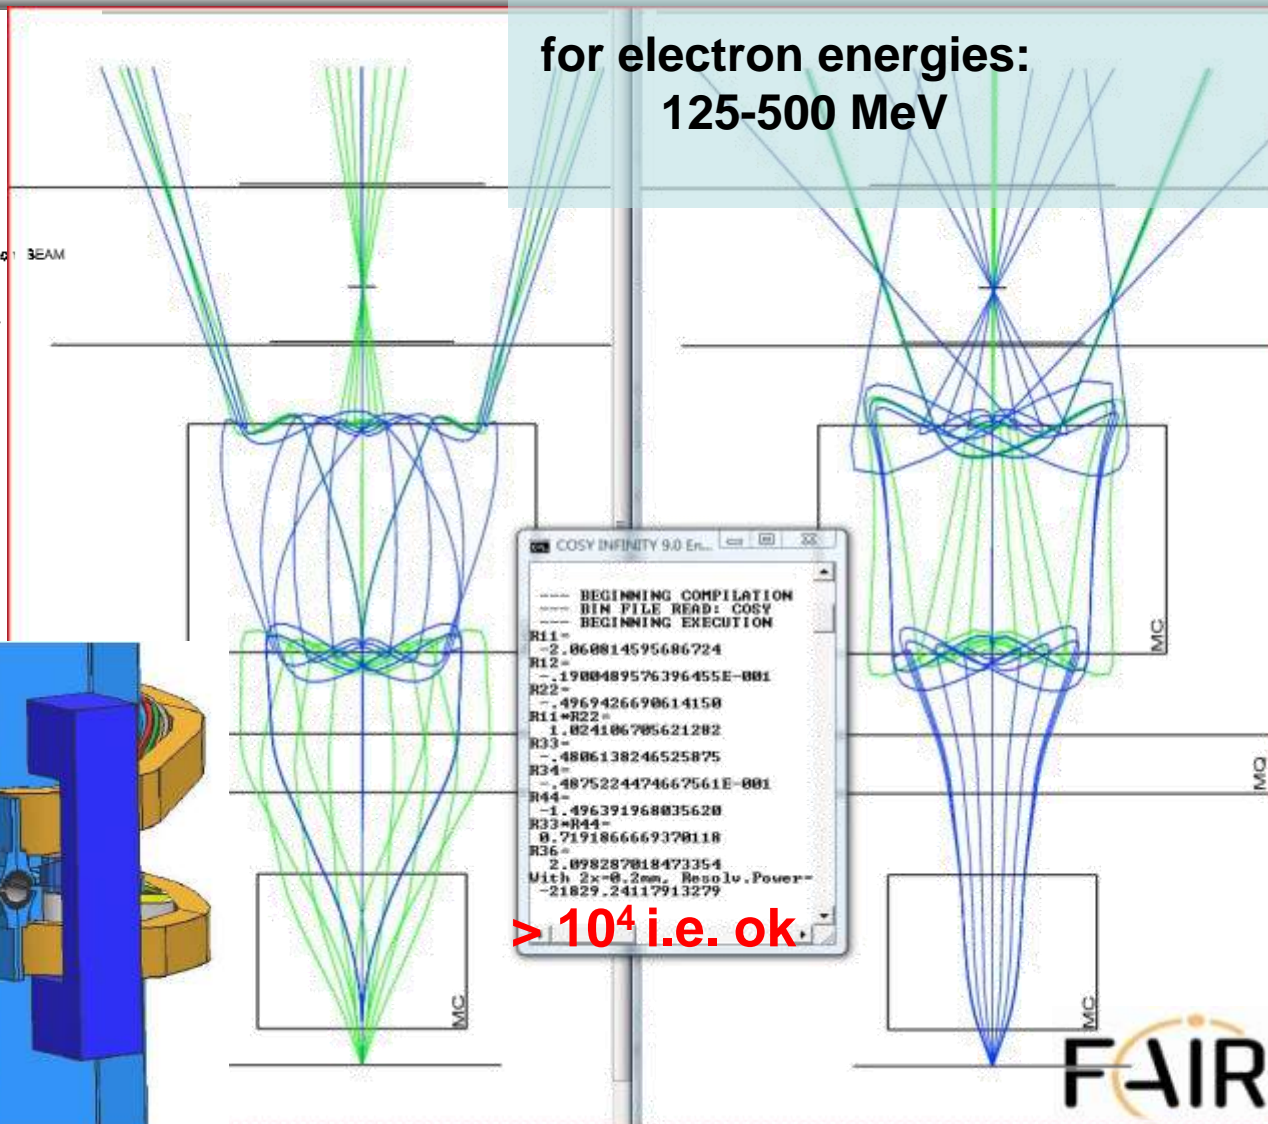 for electron energies:
125-500 MeV
BEAM
COSY INFINITY 9.0 En...
--- BEGINNING COMPILATION
--- BIN FILE READ: COSY
--- BEGINNING EXECUTION
R11=
-2.060814595686724
R12=
-.1900489576396455E-001
R22=
-.4969426690614150
R11*R22=
1.024106705621282
R33=
-.4806138246525875
R34=
-.4875224474667561E-001
R44=
-1.496391968035620
R33*R44=
0.7191866669370118
R36=
2.098287018473354
With 2x=0.2mm, Resolv.Power=
-21829.24117913279
> 10⁴ i.e. ok
MC
MQ
MC
MC
FAIR